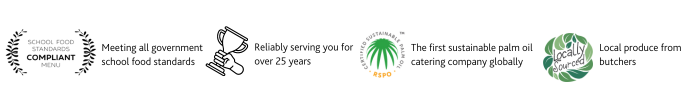 SCHOOL FOOD
STANDARDS
COMPLIANT
MENU
Meeting all government
school food standards
Reliably serving you for
over 25 years
CERTIFIED SUSTAINABLE PALM OIL
RSPO
The first sustainable palm oil
catering company globally
locally
Sourced
Local produce from
butchers